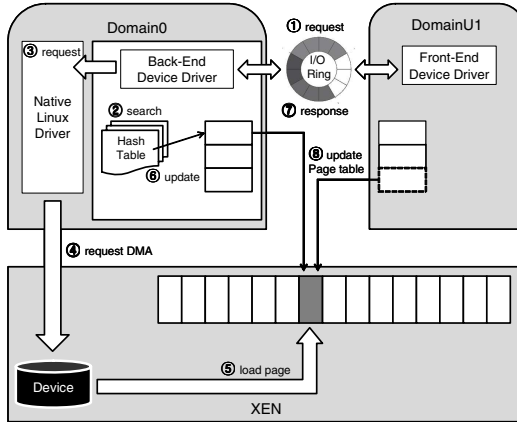 Domain0
① request
DomainU1
③ request
Back-End
Device Driver
I/O
Ring
Front-End
Device Driver
Native
Linux
Driver
② search
⑦ response
Hash
Table
⑥ update
⑧ update
Page table
④ request DMA
⑤ load page
Device
XEN